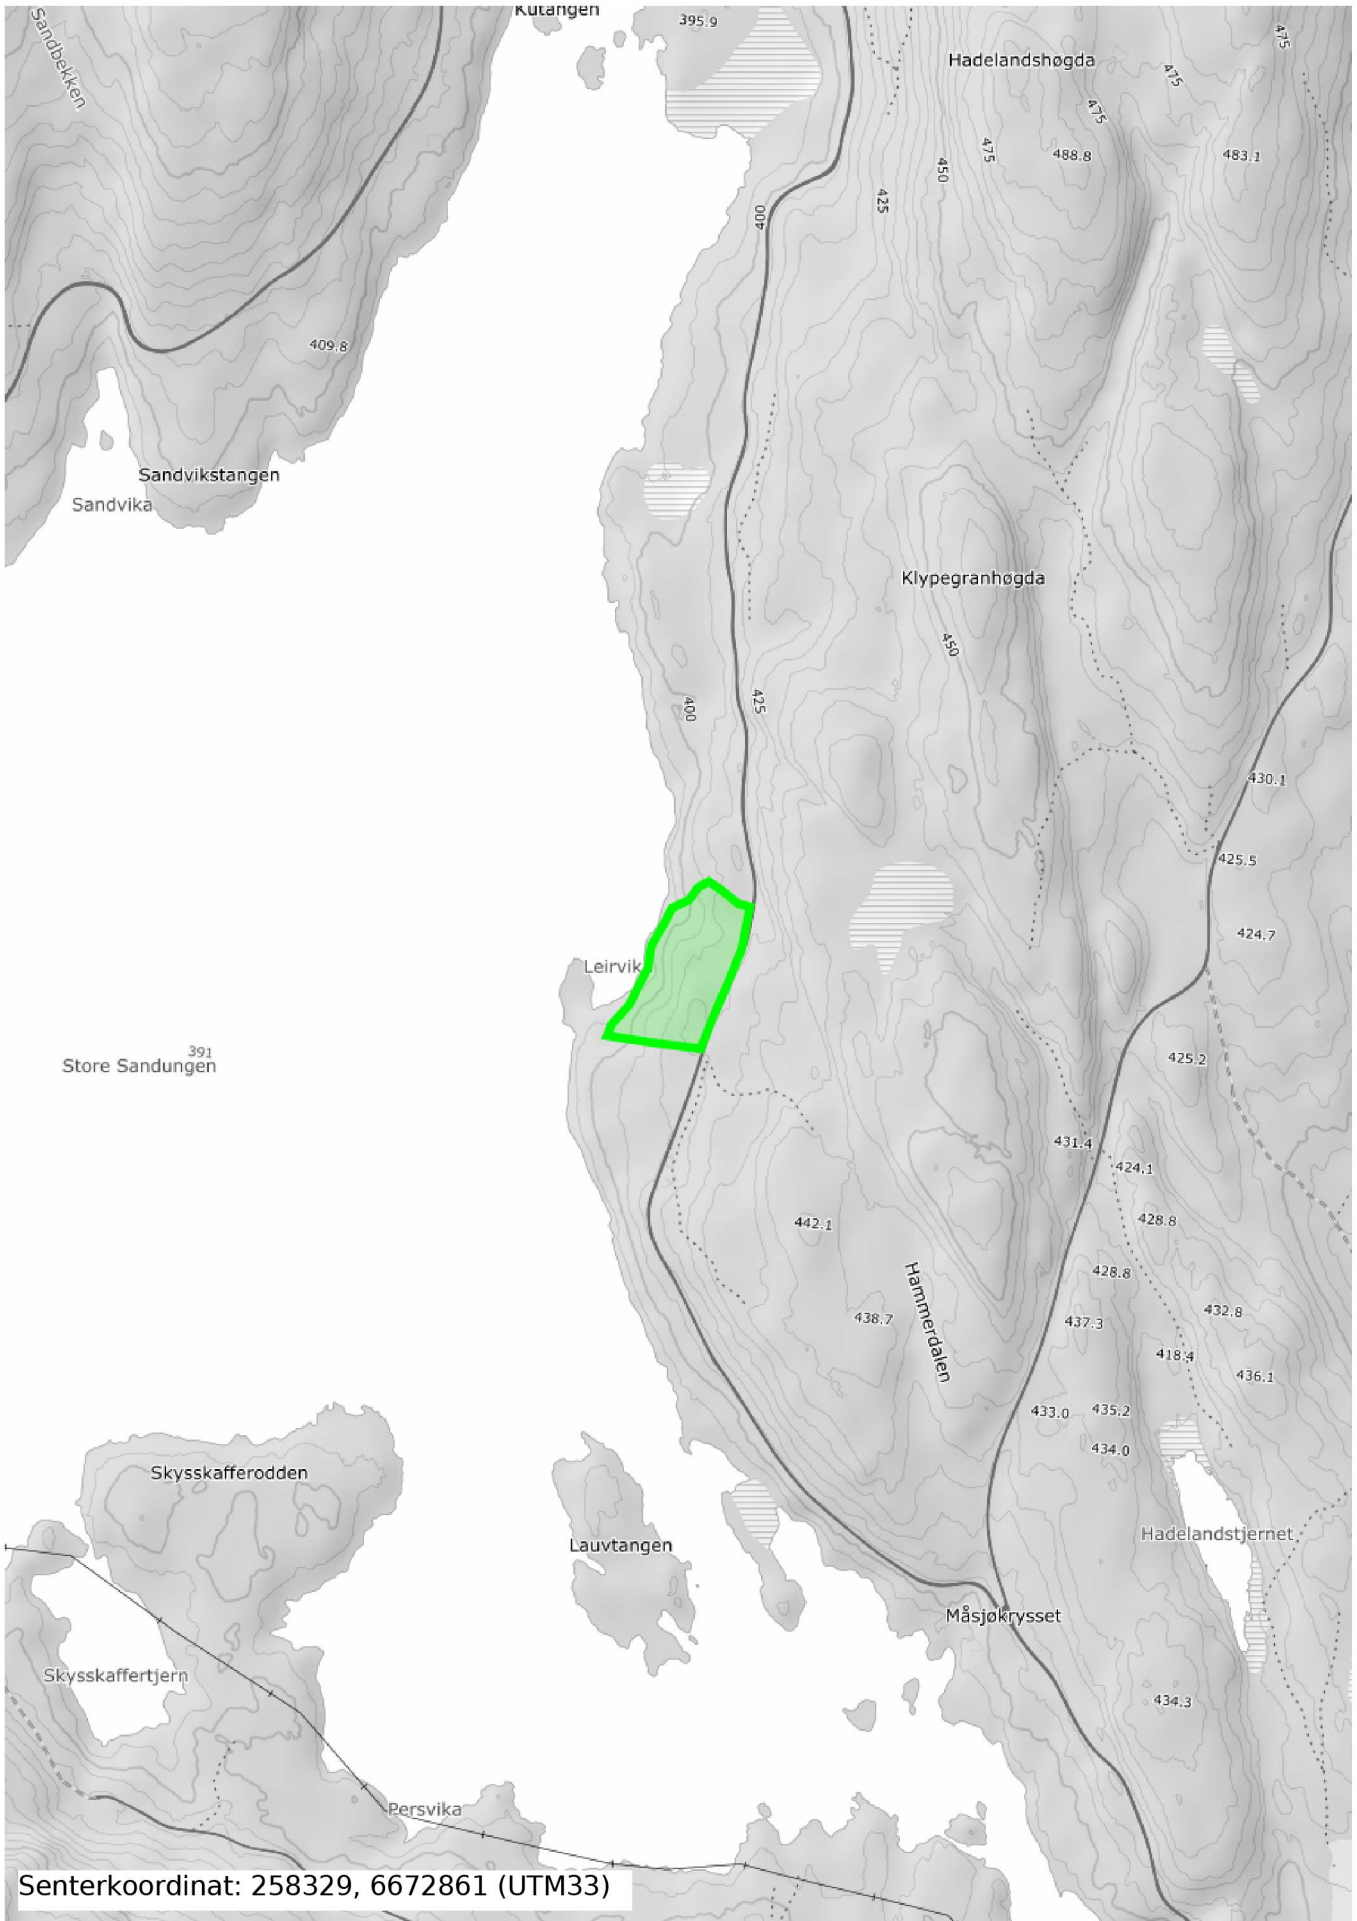 Kutangen
395.9
Sandbekken
Hadelandshøgda
475
475
475
488.8
475
483.1
450
425
400
409.8
Sandvikstangen
Sandvika
Klypegranhøgda
450
400
425
430.1
425.5
424.7
Leirvik
391
Store Sandungen
425.2
431.4
424.1
442.1
428.8
428.8
Hammerdalen
432.8
438.7
437.3
418.4
436.1
433.0
435.2
434.0
Skysskafferodden
Hadelandstjernet
Lauvtangen
Måsjøkrysset
Skysskaffertjern
434.3
Persvika
Senterkoordinat: 258329, 6672861 (UTM33)